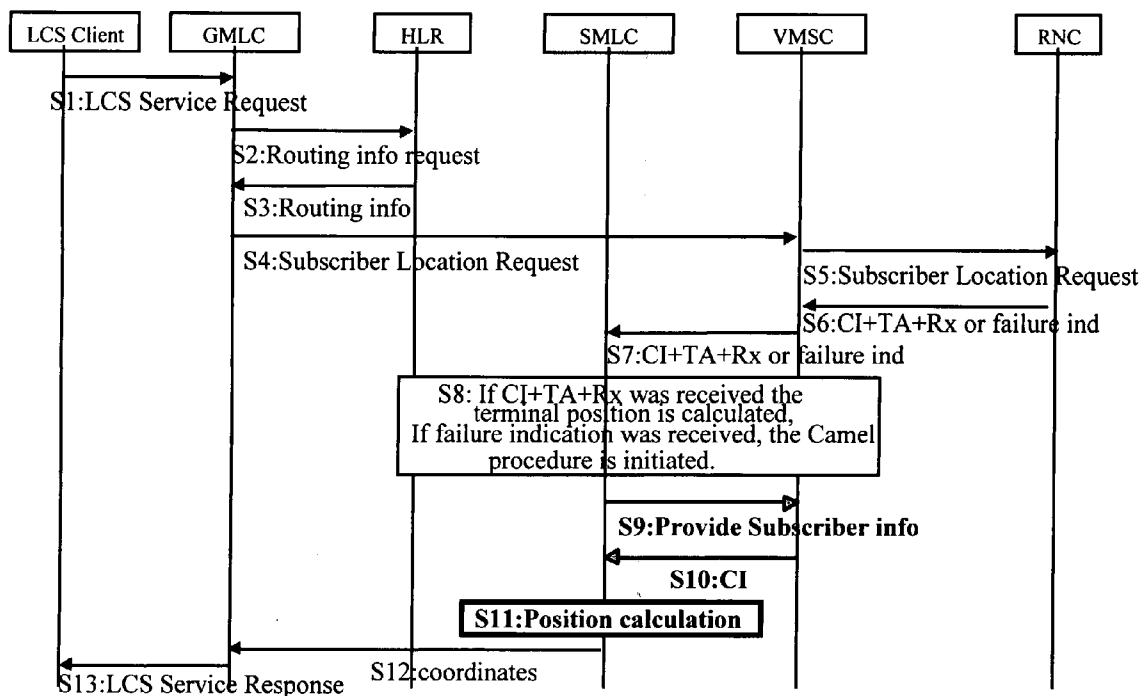 LCS Client
GMLC
HLR
SMLC
VMSC
RNC
S1:LCS Service Request
S2:Routing info request
S3:Routing info
S4:Subscriber Location Request
S5:Subscriber Location Request
S6:CI+TA+Rx or failure ind
S7:CI+TA+Rx or failure ind
S8: If CI+TA+Rx was received the
terminal position is calculated,
If failure indication was received, the Camel
procedure is initiated.
S9:Provide Subscriber info
S10:CI
S11:Position calculation
S12:coordinates
S13:LCS Service Response